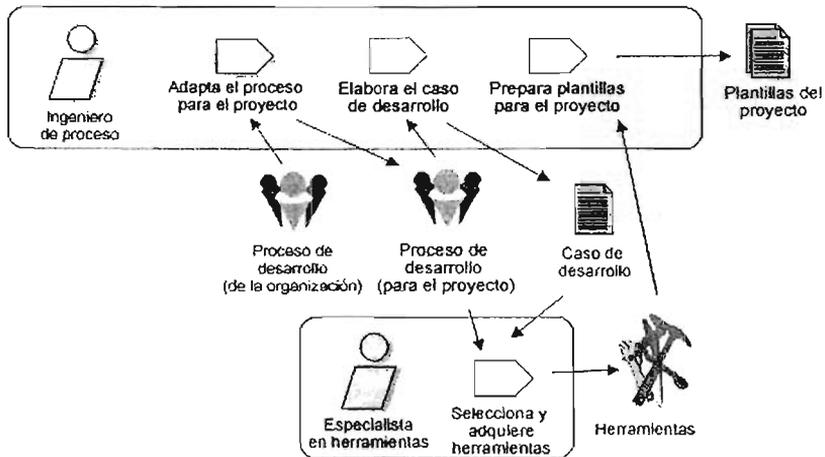 Ingeniero
de proceso
Adapta el proceso
para el proyecto
Elabora el caso
de desarrollo
Prepara plantillas
para el proyecto
Plantillas del
proyecto
Proceso de
desarrollo
(de la organización)
Proceso de
desarrollo
(para el proyecto)
Caso de
desarrollo
Especialista
en herramientas
Selecciona y
adquiere
herramientas
Herramientas